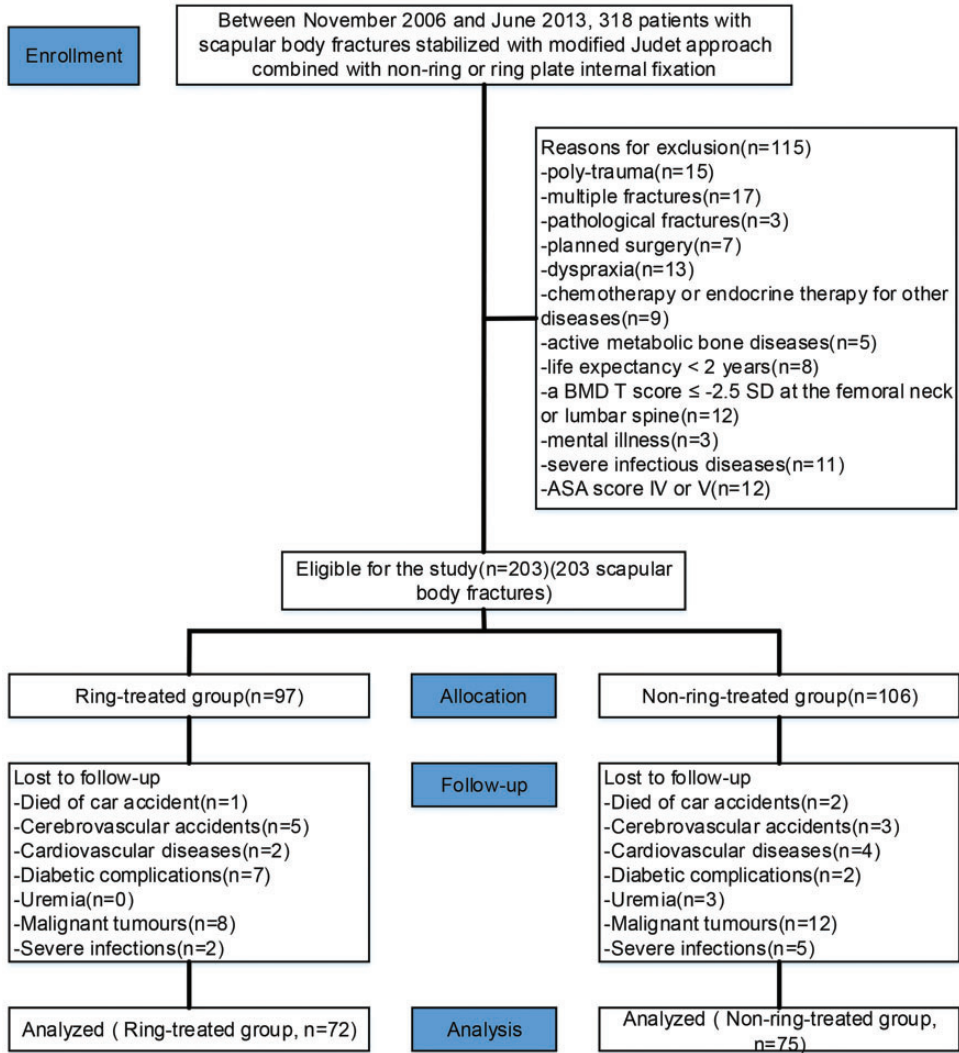 Enrollment
Between November 2006 and June 2013, 318 patients with
scapular body fractures stabilized with modified Judet approach
combined with non-ring or ring plate internal fixation
Reasons for exclusion(n=115)
-poly-trauma(n=15)
-multiple fractures(n=17)
-pathological fractures(n=3)
-planned surgery(n=7)
-dyspraxia(n=13)
-chemotherapy or endocrine therapy for other
diseases(n=9)
-active metabolic bone diseases(n=5)
-life expectancy < 2 years(n=8)
-a BMD T score ≤ -2.5 SD at the femoral neck
or lumbar spine(n=12)
-mental illness(n=3)
-severe infectious diseases(n=11)
-ASA score IV or V(n=12)
Eligible for the study(n=203)(203 scapular
body fractures)
Ring-treated group(n=97)
Allocation
Non-ring-treated group(n=106)
Lost to follow-up
-Died of car accident(n=1)
-Cerebrovascular accidents(n=5)
-Cardiovascular diseases(n=2)
-Diabetic complications(n=7)
-Uremia(n=0)
-Malignant tumours(n=8)
-Severe infections(n=2)
Follow-up
Lost to follow-up
-Died of car accidents(n=2)
-Cerebrovascular accidents(n=3)
-Cardiovascular diseases(n=4)
-Diabetic complications(n=2)
-Uremia(n=3)
-Malignant tumours(n=12)
-Severe infections(n=5)
Analyzed ( Ring-treated group, n=72)
Analysis
Analyzed ( Non-ring-treated group,
n=75)